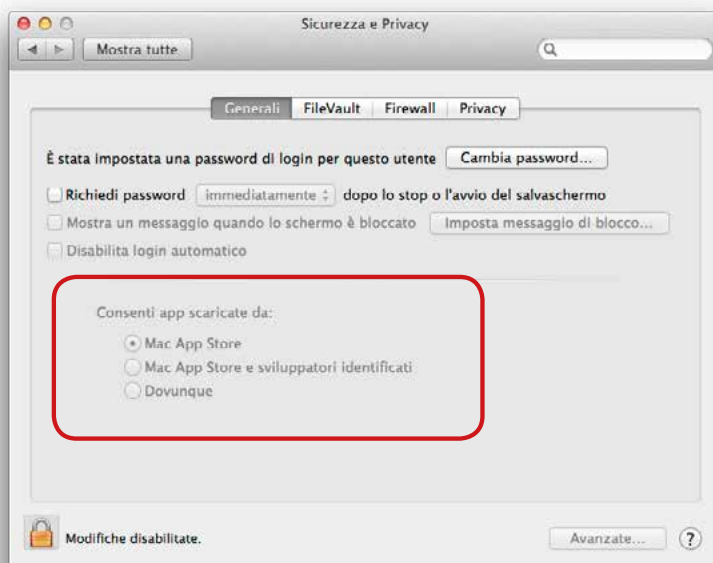 Sicurezza e Privacy
Mostra tutte
Generali FileVault Firewall Privacy
È stata impostata una password di login per questo utente Cambia password...
Richiedi password immediatamente dopo lo stop o l'avvio del salvaschermo
Mostra un messaggio quando lo schermo è bloccato Imposta messaggio di blocco...
Disabilita login automatico
Consenti app scaricate da:
Mac App Store
Mac App Store e sviluppatori identificati
Dovunque
Modifiche disabilitate. Avanzate... ?